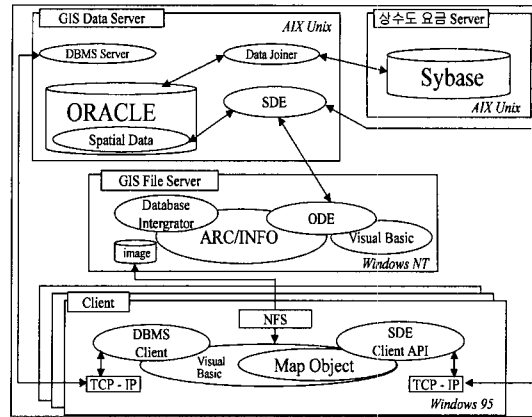 GIS Data Server
AIX Unix
상수도 요금 Server
DBMS Server
Data Joiner
Sybase
ORACLE
SDE
Spatial Data
AIX Unix
GIS File Server
Database
Intergrator
ODE
ARC/INFO
Visual Basic
image
Windows NT
Client
NFS
DBMS
Client
SDE
Client API
Visual
Basic
Map Object
TCP - IP
TCP - IP
Windows 95